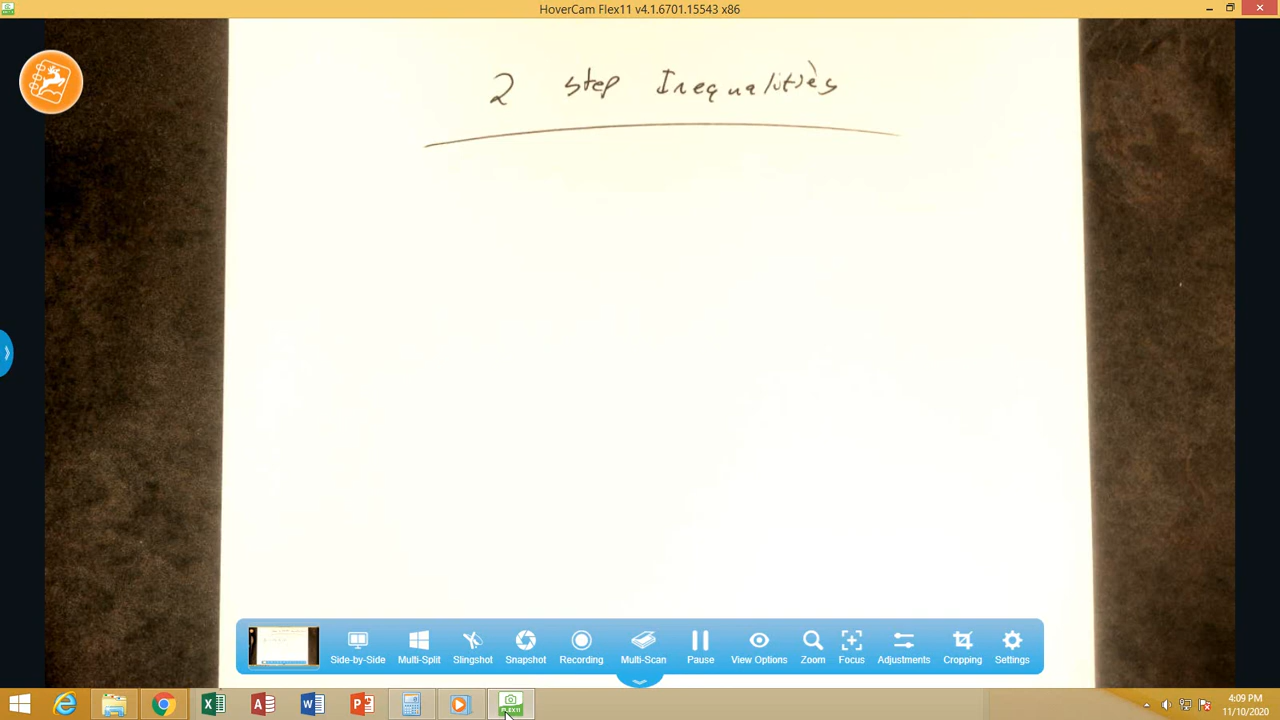 HoverCam Flex11 v4.1.6701.15543 x86
2 step Inequalities
Side-by-Side Multi-Split Slingshot Snapshot Recording Multi-Scan Pause View Options Zoom Focus Adjustments Cropping Settings
FLEX11
4:09 PM
11/10/2020